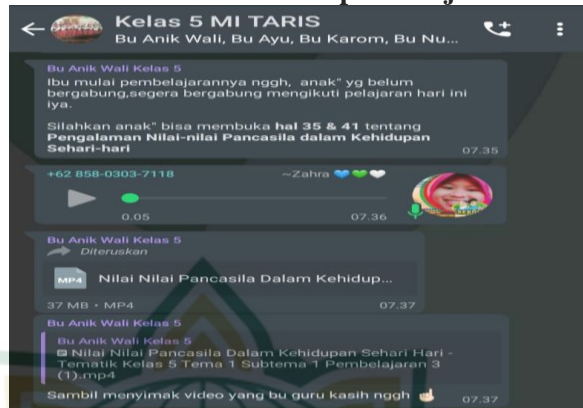 Kelas 5 MI TARIS
Bu Anik Wali, Bu Ayu, Bu Karom, Bu Nu...
Bu Anik Wali Kelas 5
Ibu mulai pembelajarannya nggh, anak" yg belum
bergabung,segera bergabung mengikuti pelajaran hari ini
iya.
Silahkan anak" bisa membuka hal 35 & 41 tentang
Pengalaman Nilai-nilai Pancasila dalam Kehidupan
Sehari-hari
07.35
+62 858-0303-7118 ~Zahra 💙💚🤍
0.05 07.36
Bu Anik Wali Kelas 5
Diteruskan
MP4 Nilai Nilai Pancasila Dalam Kehidup...
37 MB • MP4 07.37
Bu Anik Wali Kelas 5
Bu Anik Wali Kelas 5
Nilai Nilai Pancasila Dalam Kehidupan Sehari Hari -
Tematik Kelas 5 Tema 1 Subtema 1 Pembelajaran 3
(1).mp4
Sambil menyimak video yang bu guru kasih nggh ☝🏻 07.37